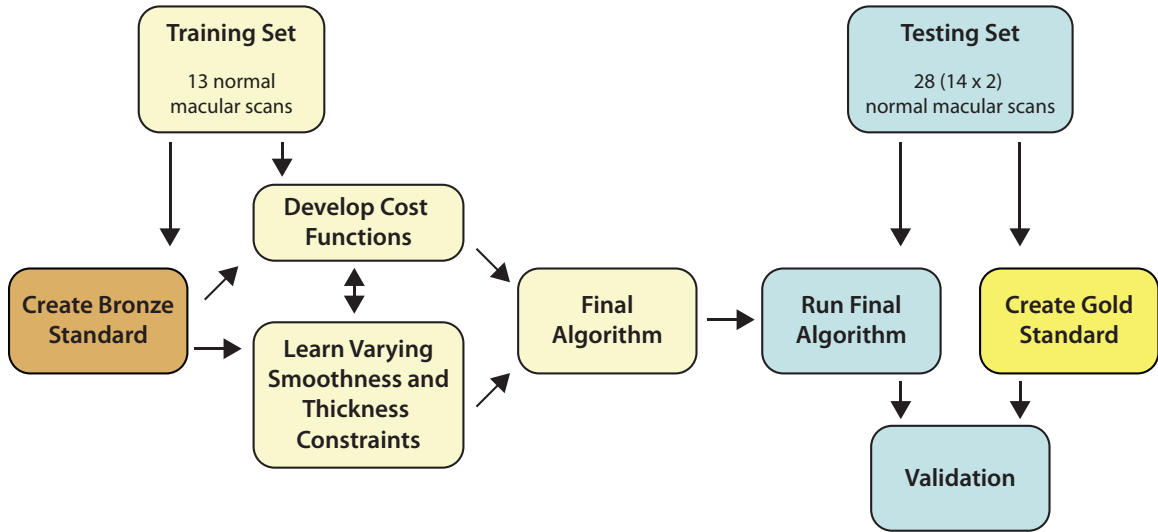 Training Set
13 normal
macular scans
Testing Set
28 (14 x 2)
normal macular scans
Develop Cost
Functions
Create Bronze
Standard
Learn Varying
Smoothness and
Thickness
Constraints
Final
Algorithm
Run Final
Algorithm
Create Gold
Standard
Validation